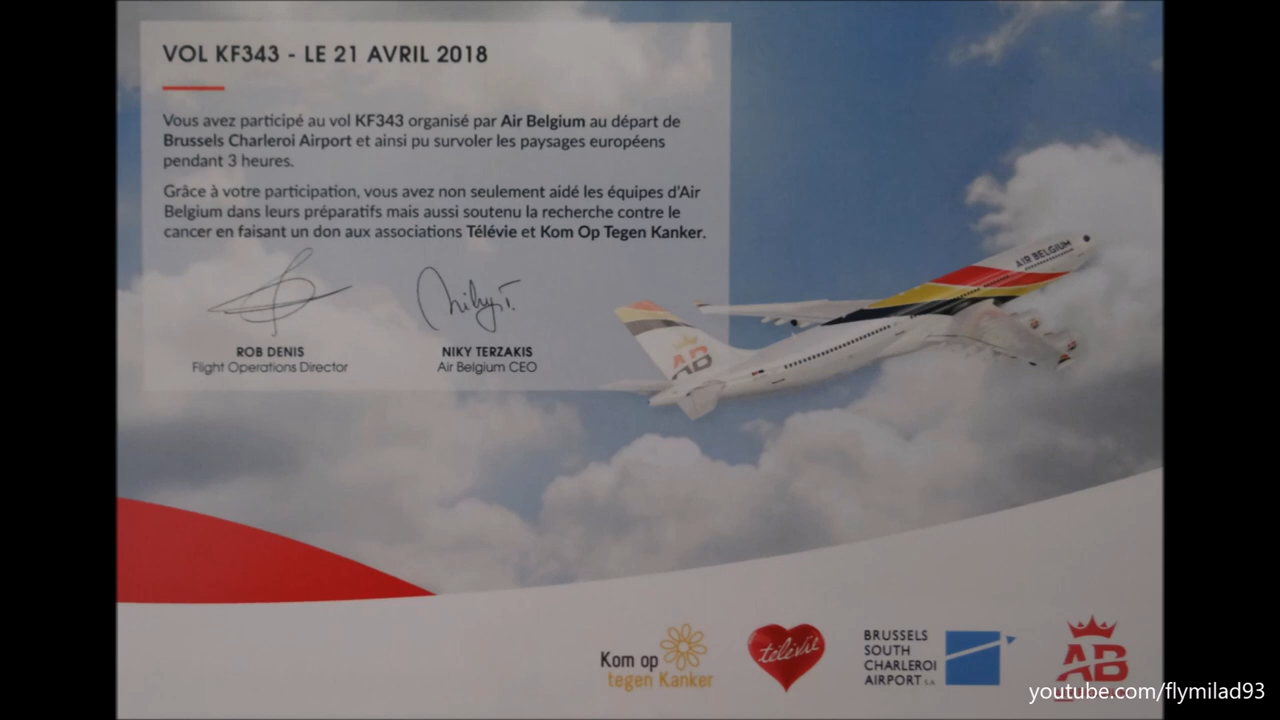 VOL KF343 - LE 21 AVRIL 2018
Vous avez participé au vol KF343 organisé par Air Belgium au départ de
Brussels Charleroi Airport et ainsi pu survoler les paysages européens
pendant 3 heures.
Grâce à votre participation, vous avez non seulement aidé les équipes d'Air
Belgium dans leurs préparatifs mais aussi soutenu la recherche contre le
cancer en faisant un don aux associations Télévie et Kom Op Tegen Kanker.
Niky T.
ROB DENIS
Flight Operations Director
NIKY TERZAKIS
Air Belgium CEO
AIR BELGIUM
AB
Kom op
tegen Kanker
télévie
BRUSSELS
SOUTH
CHARLEROI
AIRPORT S.A.
AB
youtube.com/flymilad93